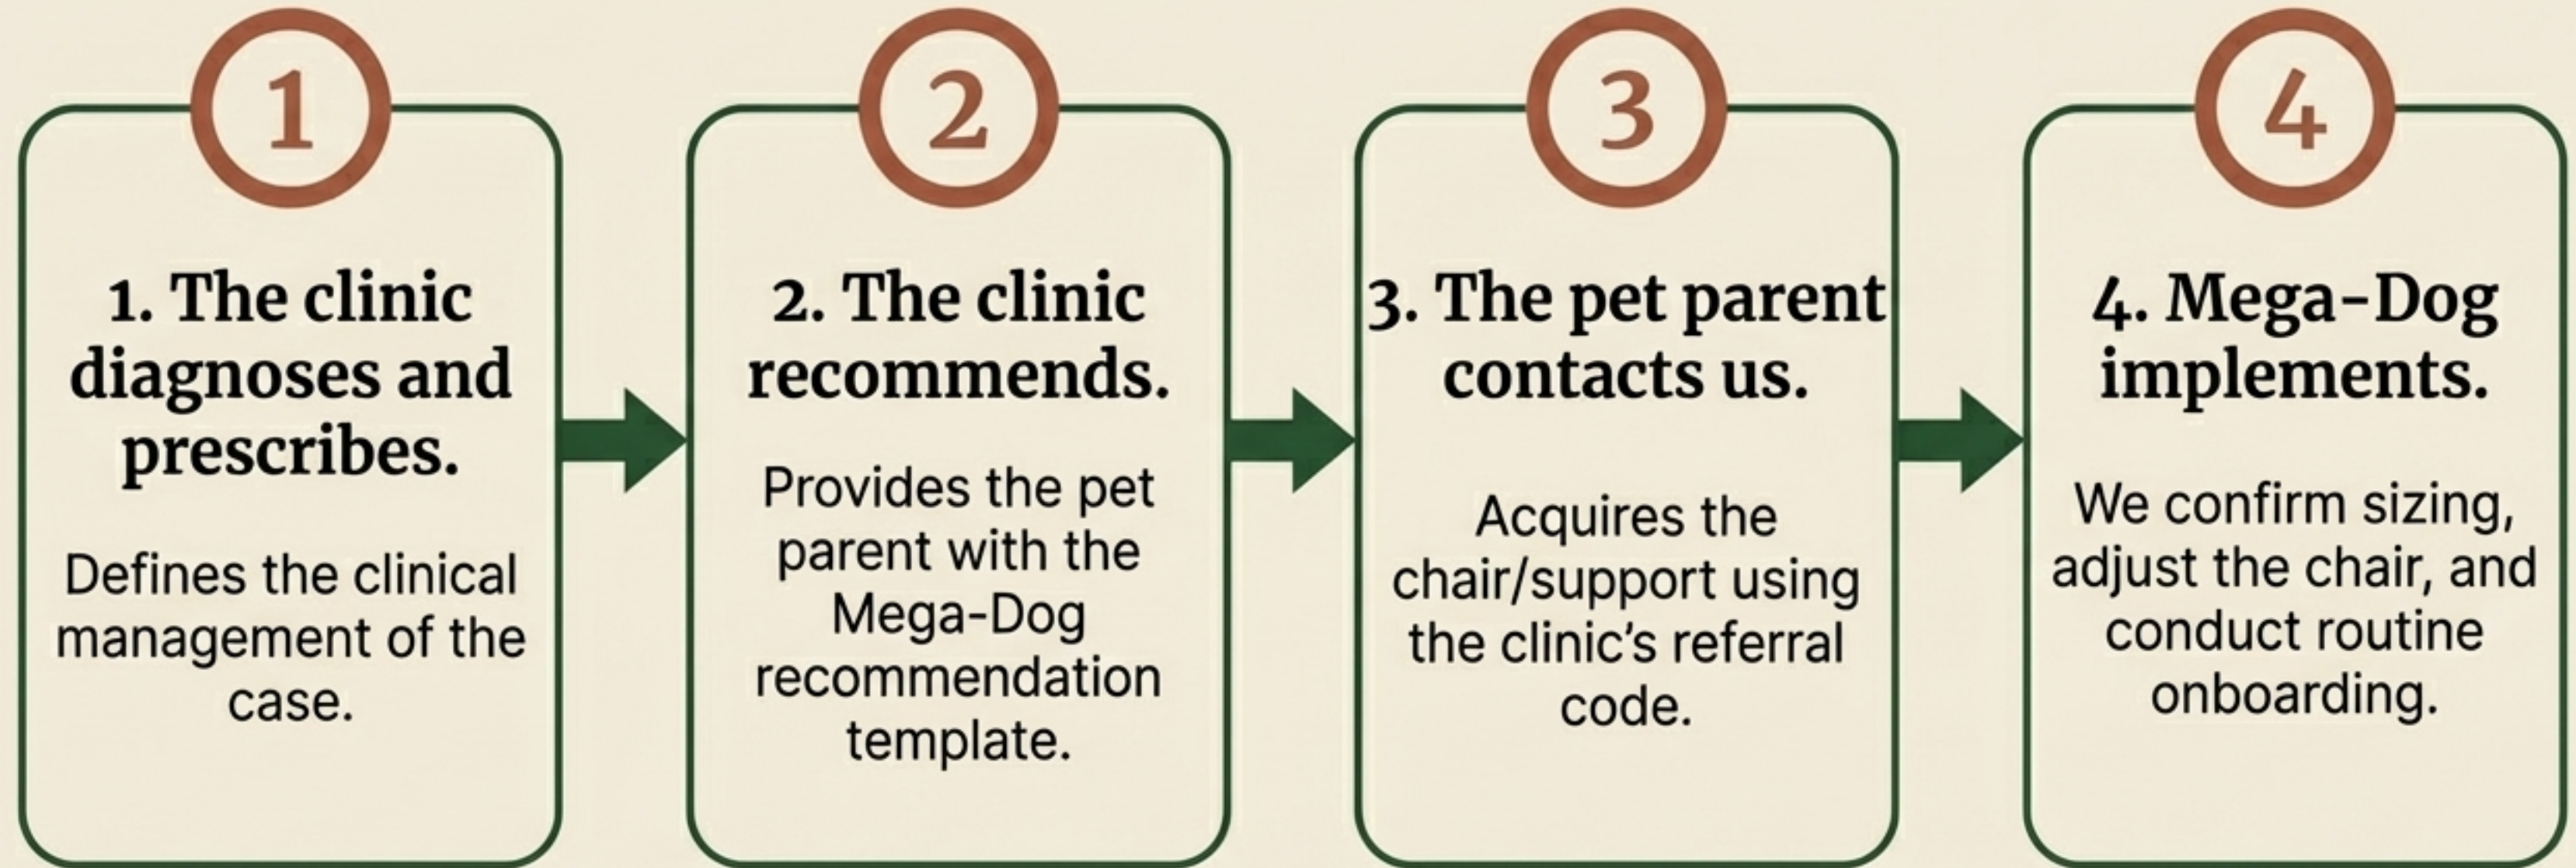 1
1. The clinic
diagnoses and
prescribes.
Defines the clinical
management of the
case.
2
2. The clinic
recommends.
Provides the pet
parent with the
Mega-Dog
recommendation
template.
3
3. The pet parent
contacts us.
Acquires the
chair/support using
the clinic’s referral
code.
4
4. Mega-Dog
implements.
We confirm sizing,
adjust the chair, and
conduct routine
onboarding.